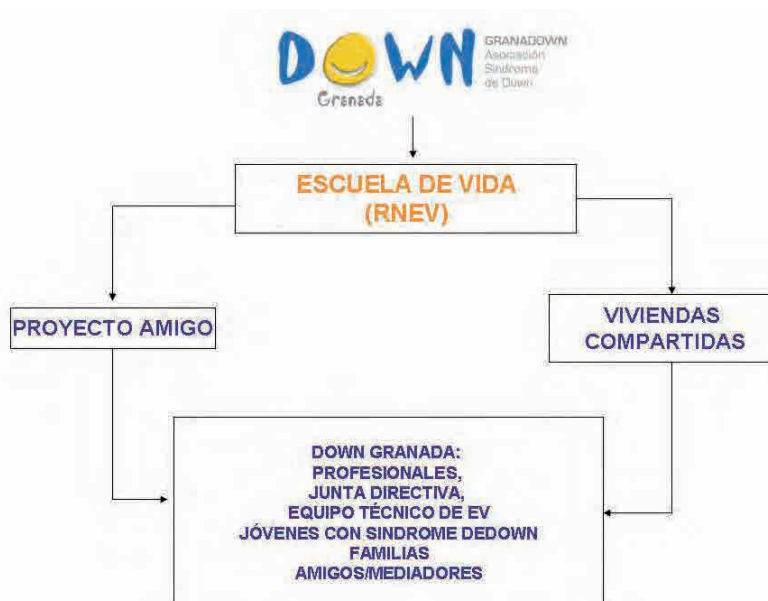 DOWN
Granada
GRANADOWN
Asociación
Síndrome
de Down
ESCUELA DE VIDA
(RNEV)
PROYECTO AMIGO
VIVIENDAS
COMPARTIDAS
DOWN GRANADA:
PROFESIONALES,
JUNTA DIRECTIVA,
EQUIPO TÉCNICO DE EV
JÓVENES CON SINDROME DEDOWN
FAMILIAS
AMIGOS/MEDIADORES